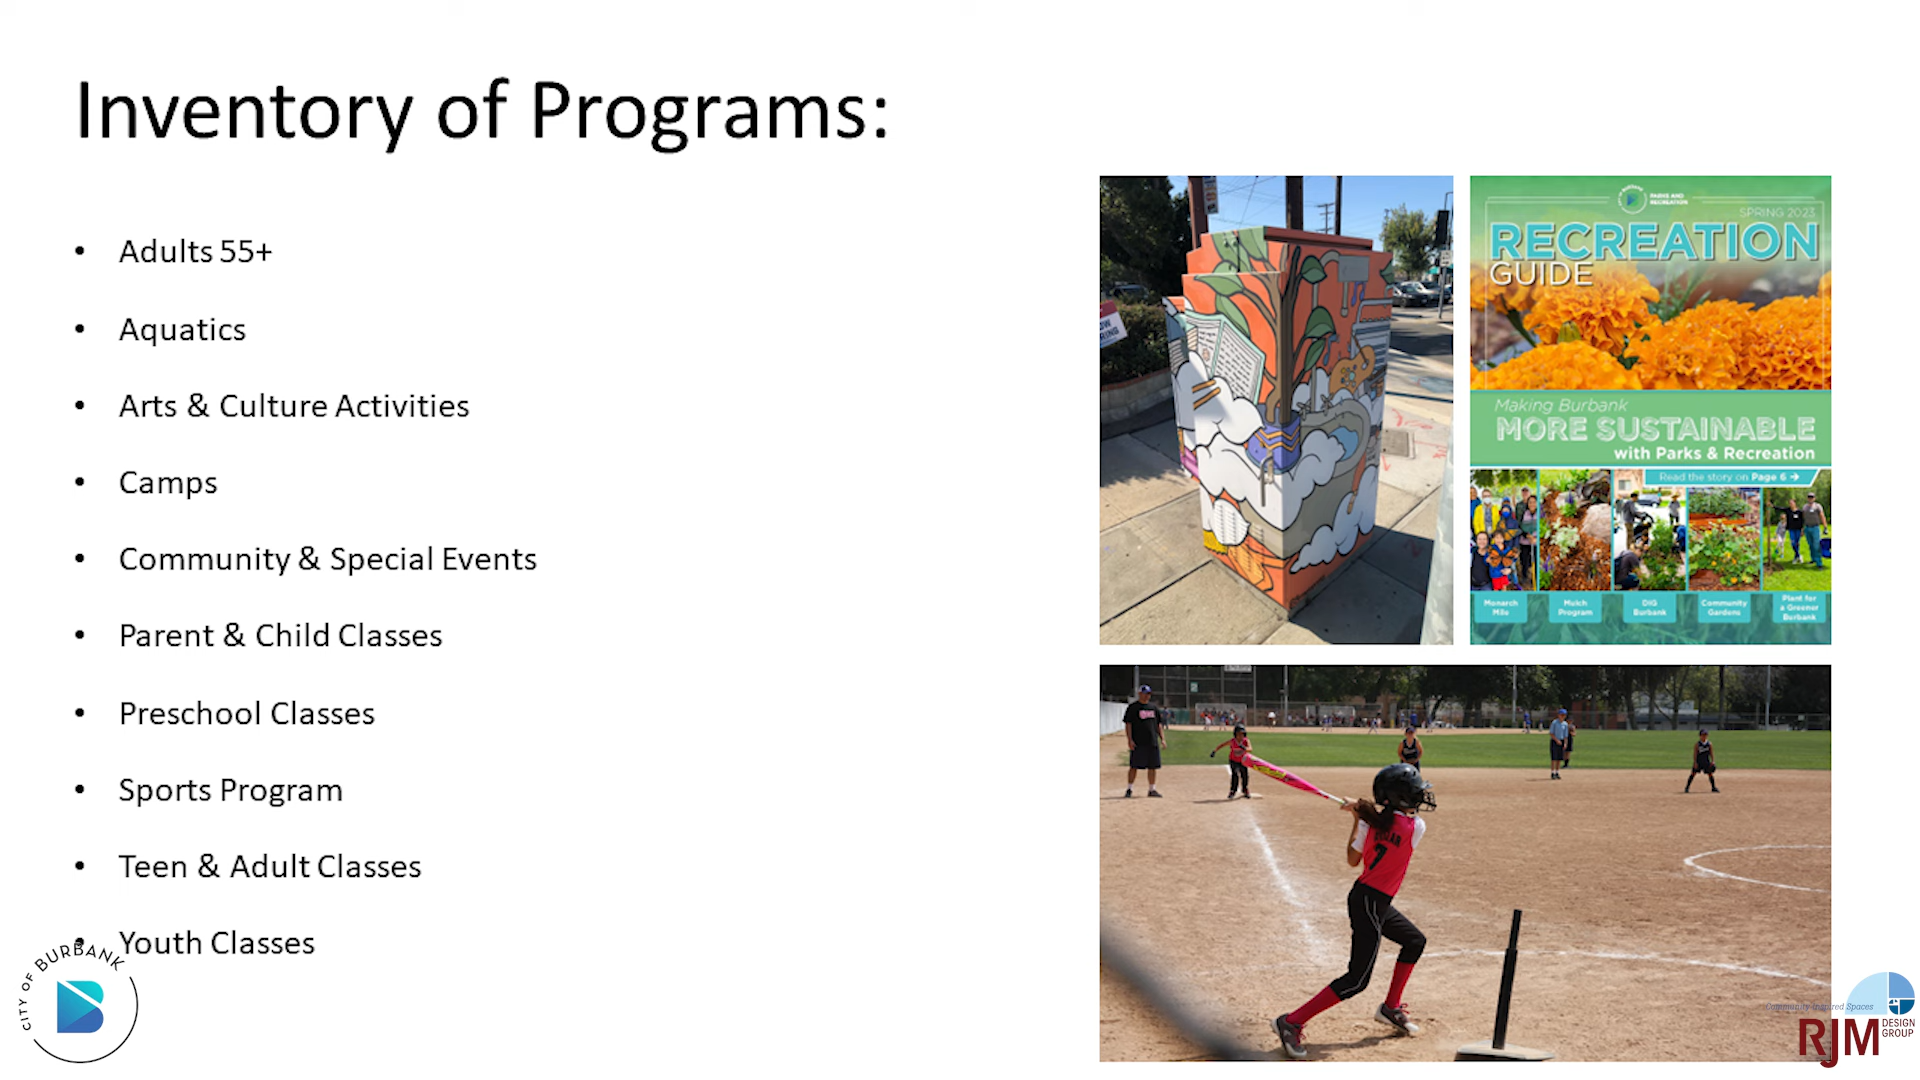 Inventory of Programs:
• Adults 55+
• Aquatics
• Arts & Culture Activities
• Camps
• Community & Special Events
• Parent & Child Classes
• Preschool Classes
• Sports Program
• Teen & Adult Classes
• Youth Classes
CITY OF BURBANK
PARKS AND
RECREATION
SPRING 2023
RECREATION
GUIDE
Making Burbank
MORE SUSTAINABLE
with Parks & Recreation
Read the story on Page 6 →
Monarch
Mile
Mulch
Program
DIG
Burbank
Community
Gardens
Plant for
a Greener
Burbank
7
Community Inspired Spaces
RJM
DESIGN
GROUP